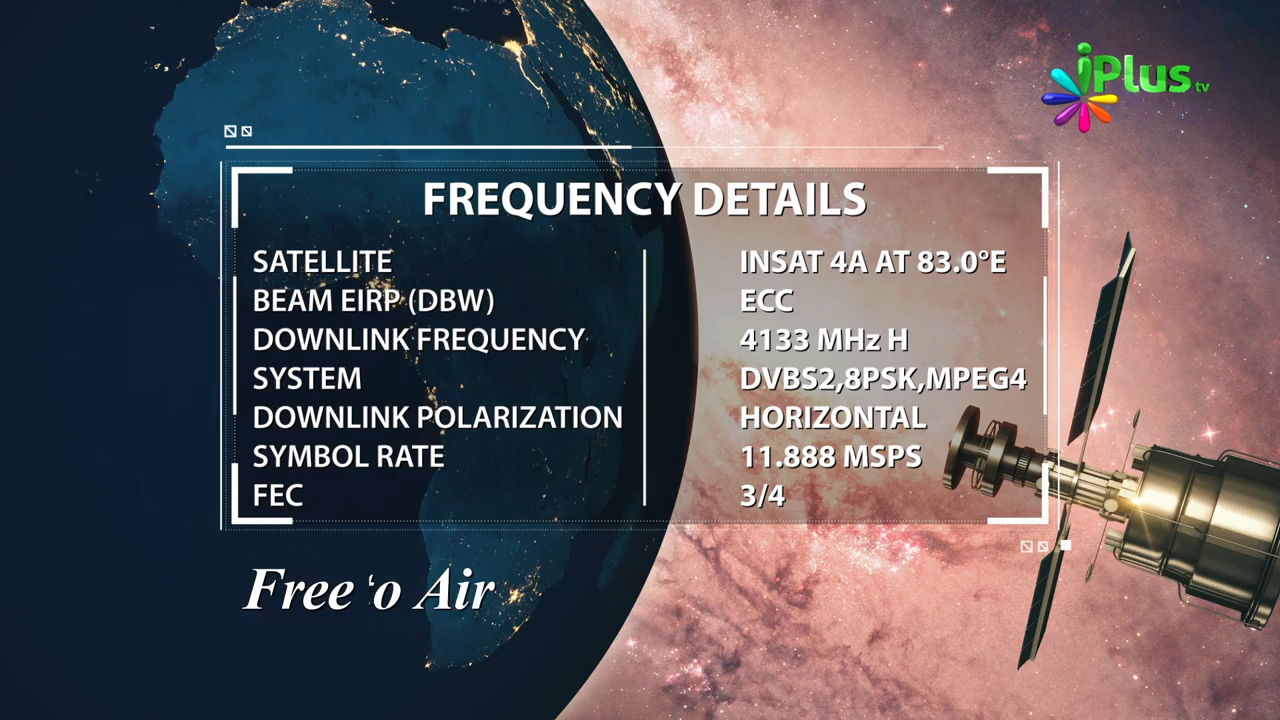 iPlus tv
FREQUENCY DETAILS
SATELLITE INSAT 4A AT 83.0°E
BEAM EIRP (DBW) ECC
DOWNLINK FREQUENCY 4133 MHz H
SYSTEM DVBS2,8PSK,MPEG4
DOWNLINK POLARIZATION HORIZONTAL
SYMBOL RATE 11.888 MSPS
FEC 3/4
Free to Air